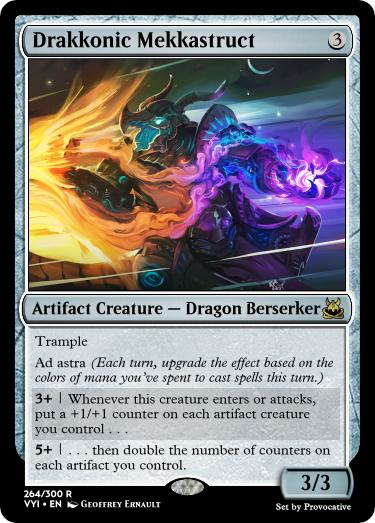 Drakkonic Mekkastruct 3
Artifact Creature — Dragon Berserker
Trample
Ad astra (Each turn, upgrade the effect based on the
colors of mana you've spent to cast spells this turn.)
3+ | Whenever this creature enters or attacks,
put a +1/+1 counter on each artifact creature
you control . . .
5+ | . . . then double the number of counters on
each artifact you control.
3/3
264/300 R
VYI • EN Geoffrey Ernault
Set by Provocative